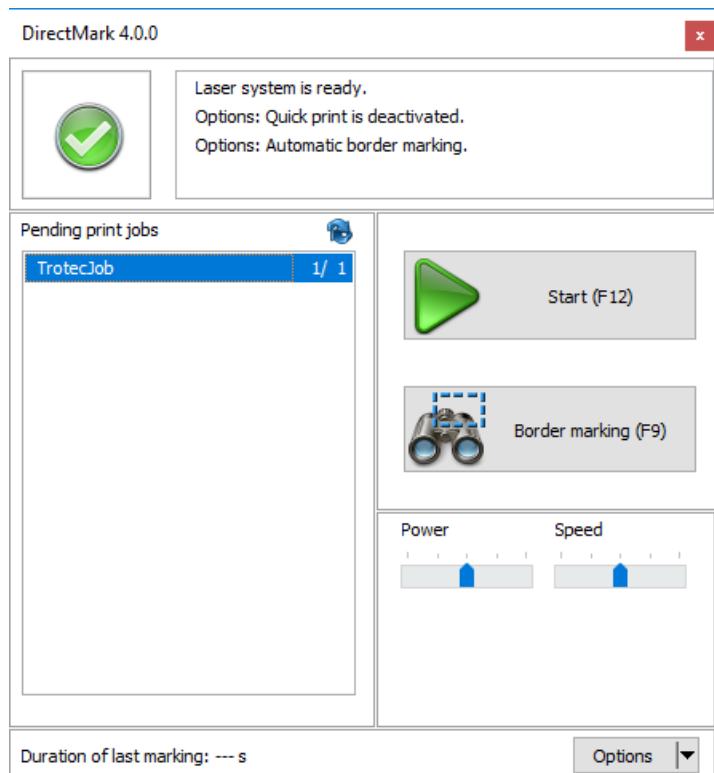 DirectMark 4.0.0
x
Laser system is ready.
Options: Quick print is deactivated.
Options: Automatic border marking.
Pending print jobs
TrotecJob 1/ 1
Start (F12)
Border marking (F9)
Power Speed
Duration of last marking: --- s
Options